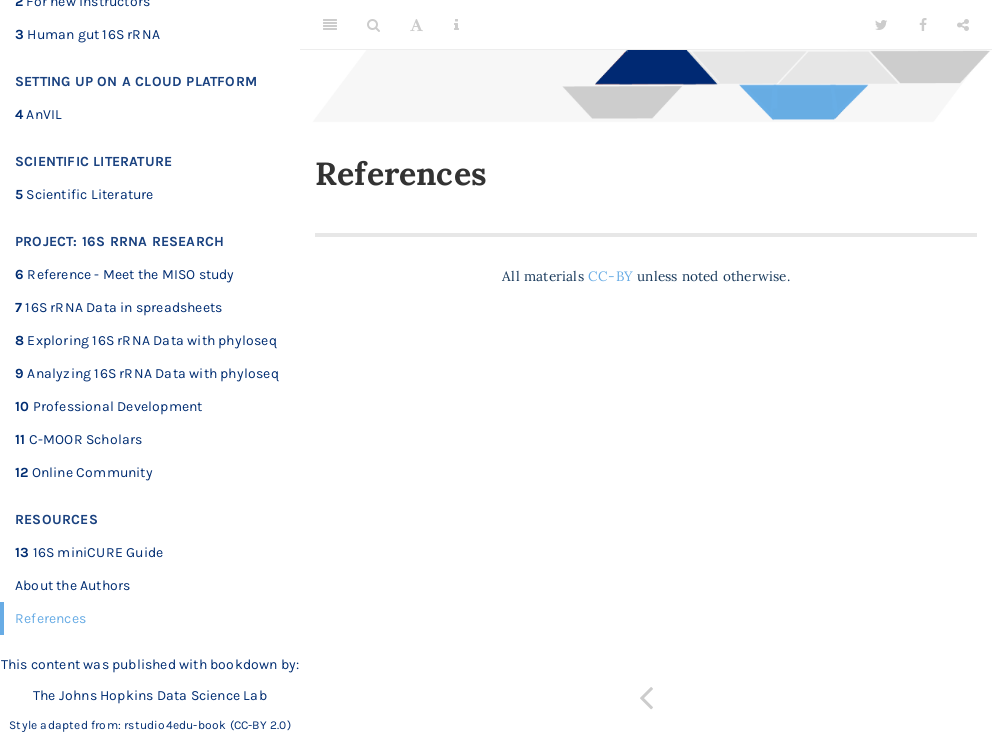 2 For new instructors
3 Human gut 16S rRNA
SETTING UP ON A CLOUD PLATFORM
4 AnVIL
SCIENTIFIC LITERATURE
5 Scientific Literature
PROJECT: 16S RRNA RESEARCH
6 Reference - Meet the MISO study
7 16S rRNA Data in spreadsheets
8 Exploring 16S rRNA Data with phyloseq
9 Analyzing 16S rRNA Data with phyloseq
10 Professional Development
11 C-MOOR Scholars
12 Online Community
RESOURCES
13 16S miniCURE Guide
About the Authors
References
This content was published with bookdown by:
The Johns Hopkins Data Science Lab
Style adapted from: rstudio4edu-book (CC-BY 2.0)
References
All materials CC-BY unless noted otherwise.